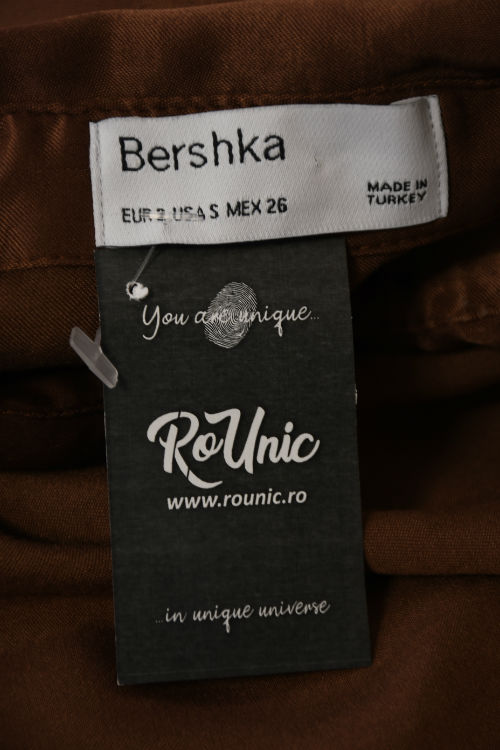 Bershka
EUR S USA S MEX 26
MADE IN
TURKEY
You are unique...
RoUnic
www.rounic.ro
...in unique universe